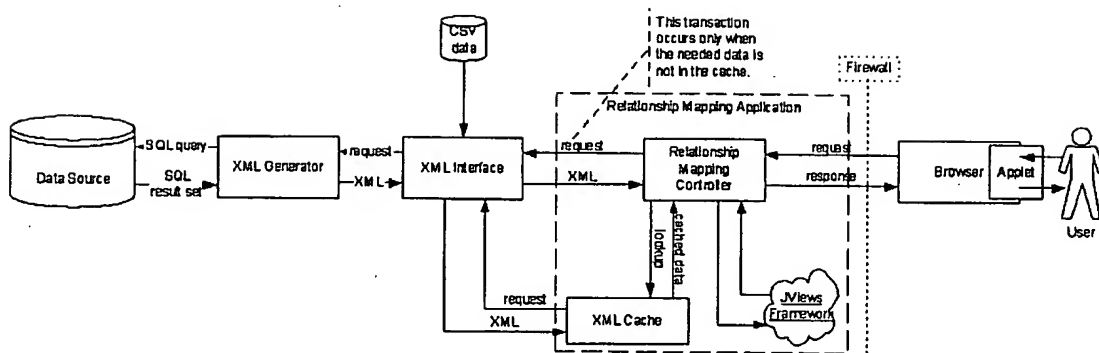 CSV
data
This transaction
occurs only when
the needed data is
not in the cache.
Firewall
Relationship Mapping Application
Data Source
SQL query
SQL
result set
XML Generator
request
XML
XML Interface
request
XML
Relationship
Mapping
Controller
request
response
Browser
Applet
User
lookup
cached data
request
XML
XML Cache
JViews
Framework